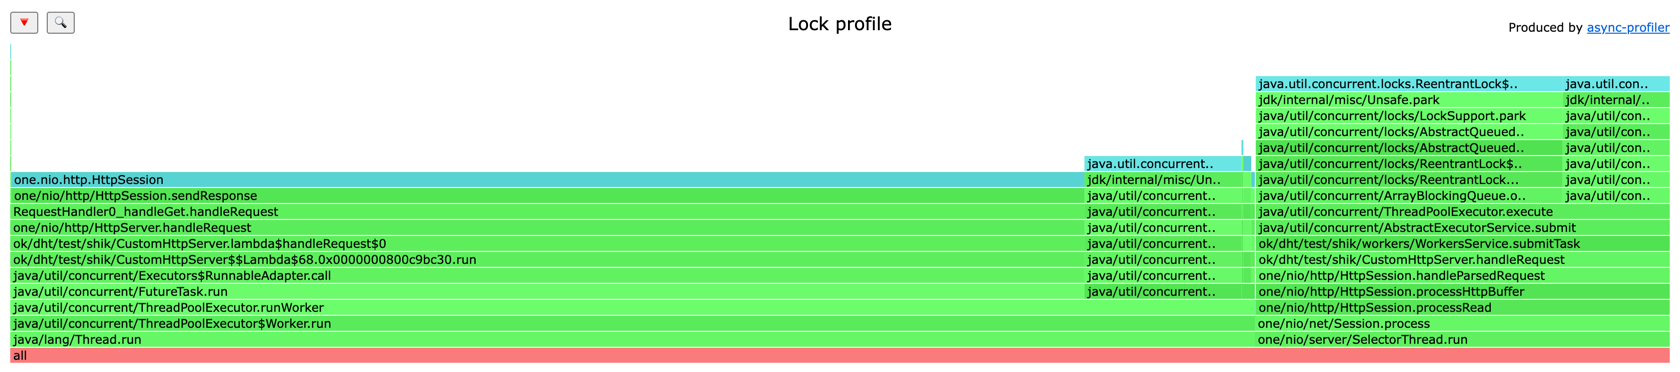 Lock profile
Produced by async-profiler
java.util.concurrent.locks.ReentrantLock$.. java.util.con..
jdk/internal/misc/Unsafe.park jdk/internal/..
java/util/concurrent/locks/LockSupport.park java/util/con..
java/util/concurrent/locks/AbstractQueued.. java/util/con..
java/util/concurrent/locks/AbstractQueued.. java/util/con..
java.util.concurrent.. java/util/concurrent/locks/ReentrantLock$.. java/util/con..
one.nio.http.HttpSession jdk/internal/misc/Un.. java/util/concurrent/locks/ReentrantLock... java/util/con..
one/nio/http/HttpSession.sendResponse java/util/concurrent.. java/util/concurrent/ArrayBlockingQueue.o.. java/util/con..
RequestHandler0_handleGet.handleRequest java/util/concurrent.. java/util/concurrent/ThreadPoolExecutor.execute
one/nio/http/HttpServer.handleRequest java/util/concurrent.. java/util/concurrent/AbstractExecutorService.submit
ok/dht/test/shik/CustomHttpServer.lambda$handleRequest$0 java/util/concurrent.. ok/dht/test/shik/workers/WorkersService.submitTask
ok/dht/test/shik/CustomHttpServer$$Lambda$68.0x0000000800c9bc30.run java/util/concurrent.. ok/dht/test/shik/CustomHttpServer.handleRequest
java/util/concurrent/Executors$RunnableAdapter.call java/util/concurrent.. one/nio/http/HttpSession.handleParsedRequest
java/util/concurrent/FutureTask.run java/util/concurrent.. one/nio/http/HttpSession.processHttpBuffer
java/util/concurrent/ThreadPoolExecutor.runWorker one/nio/http/HttpSession.processRead
java/util/concurrent/ThreadPoolExecutor$Worker.run one/nio/net/Session.process
java/lang/Thread.run one/nio/server/SelectorThread.run
all